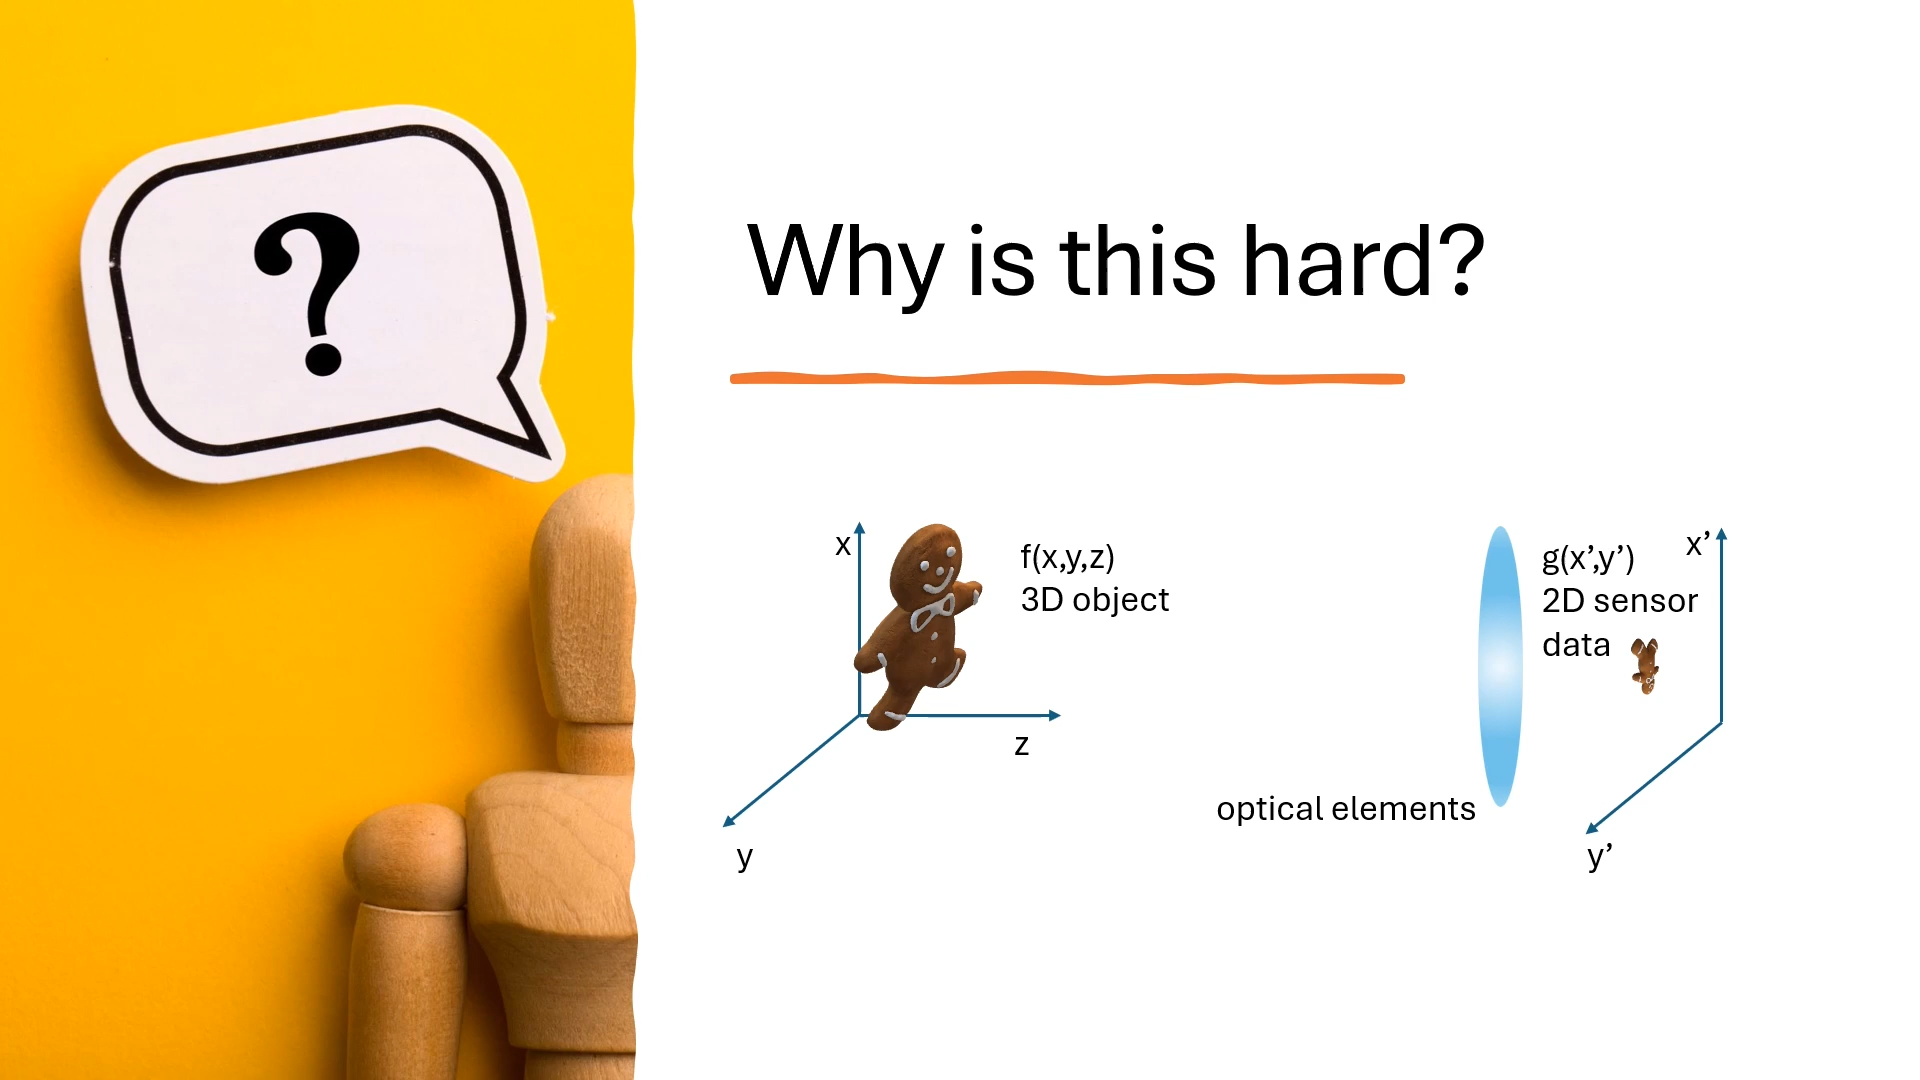 ?
Why is this hard?
x
f(x,y,z)
3D object
z
y
optical elements
g(x’,y’)
2D sensor
data
x’
y’